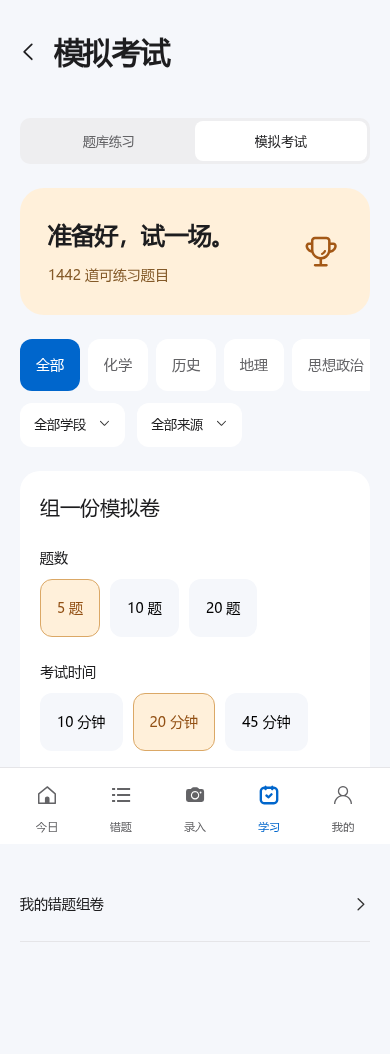 模拟考试
题库练习 模拟考试
准备好，试一场。
1442 道可练习题目
全部 化学 历史 地理 思想政治
全部学段 全部来源
组一份模拟卷
题数
5 题 10 题 20 题
考试时间
10 分钟 20 分钟 45 分钟
今日 错题 录入 学习 我的
我的错题组卷